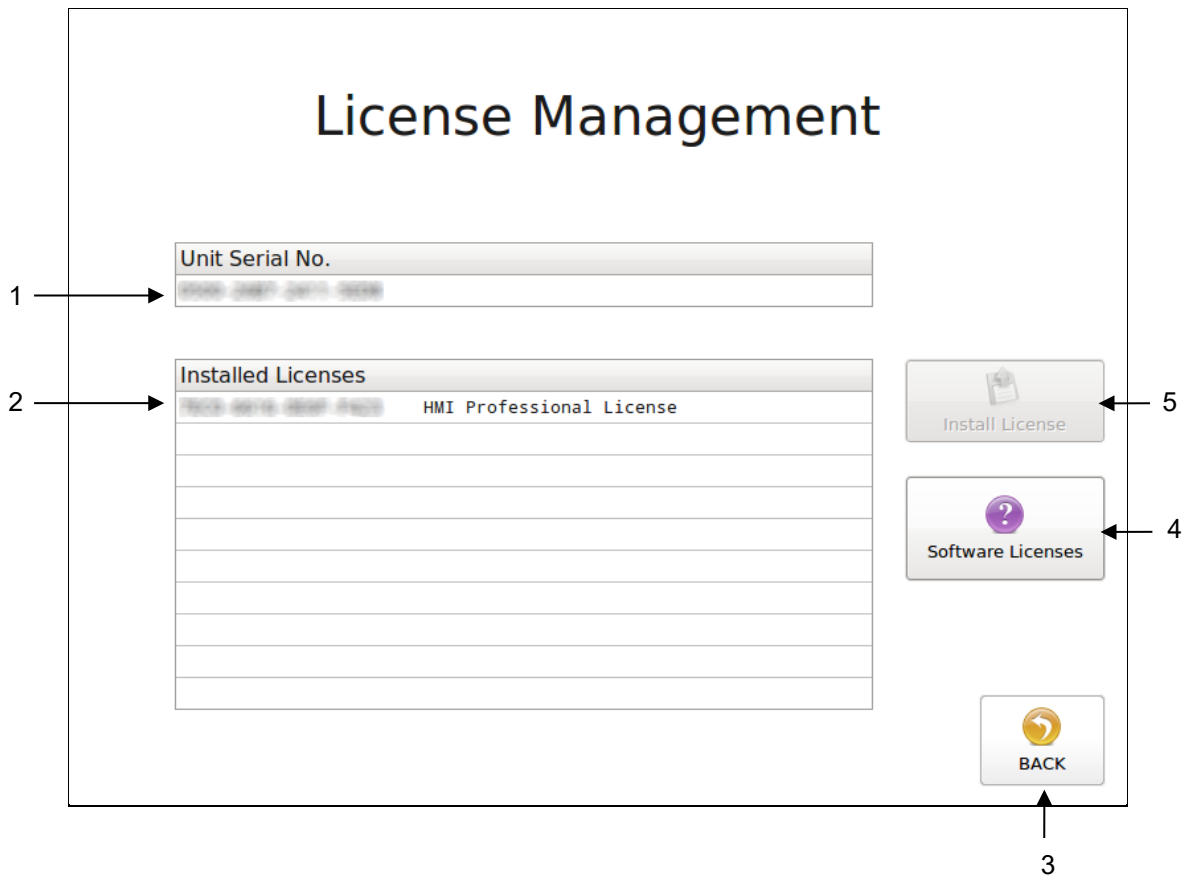 License Management
Unit Serial No.
1
Installed Licenses
2
HMI Professional License
Install License
5
Software Licenses
4
BACK
3